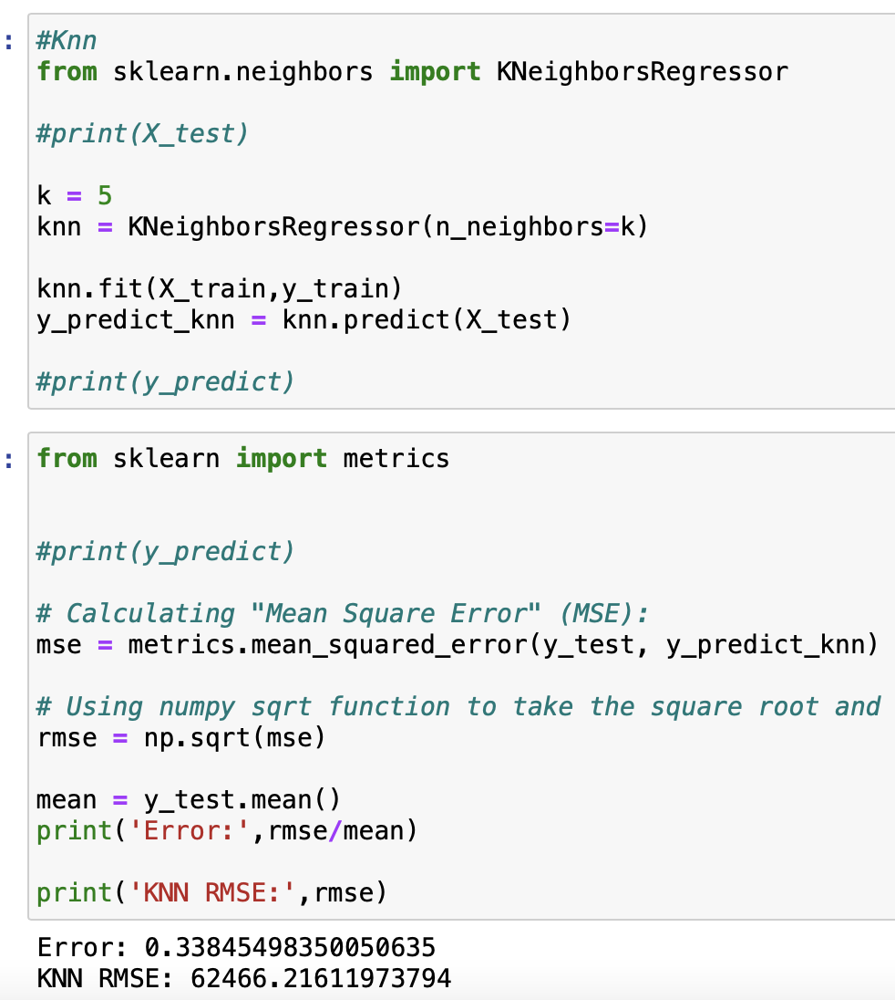 :
#Knn
from sklearn.neighbors import KNeighborsRegressor
#print(X_test)
k = 5
knn = KNeighborsRegressor(n_neighbors=k)
knn.fit(X_train,y_train)
y_predict_knn = knn.predict(X_test)
#print(y_predict)
:
from sklearn import metrics
#print(y_predict)
# Calculating "Mean Square Error" (MSE):
mse = metrics.mean_squared_error(y_test, y_predict_knn)
# Using numpy sqrt function to take the square root and
rmse = np.sqrt(mse)
mean = y_test.mean()
print('Error:',rmse/mean)
print('KNN RMSE:',rmse)
Error: 0.33845498350050635
KNN RMSE: 62466.21611973794